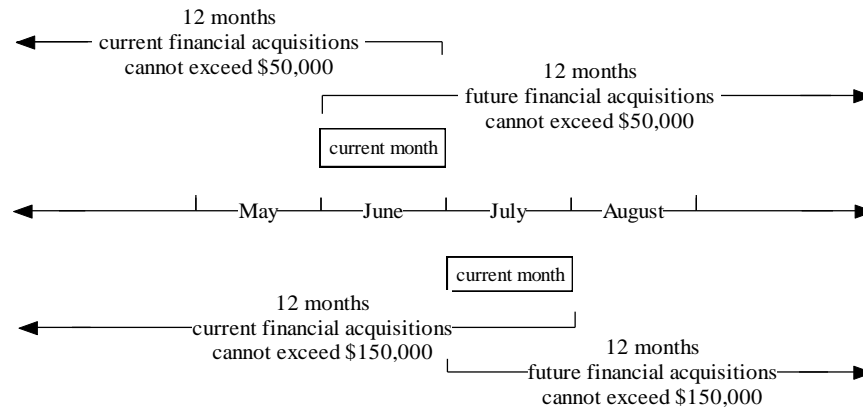 12 months
current financial acquisitions
cannot exceed $50,000
12 months
future financial acquisitions
cannot exceed $50,000
current month
May June July August
current month
12 months
current financial acquisitions
cannot exceed $150,000
12 months
future financial acquisitions
cannot exceed $150,000